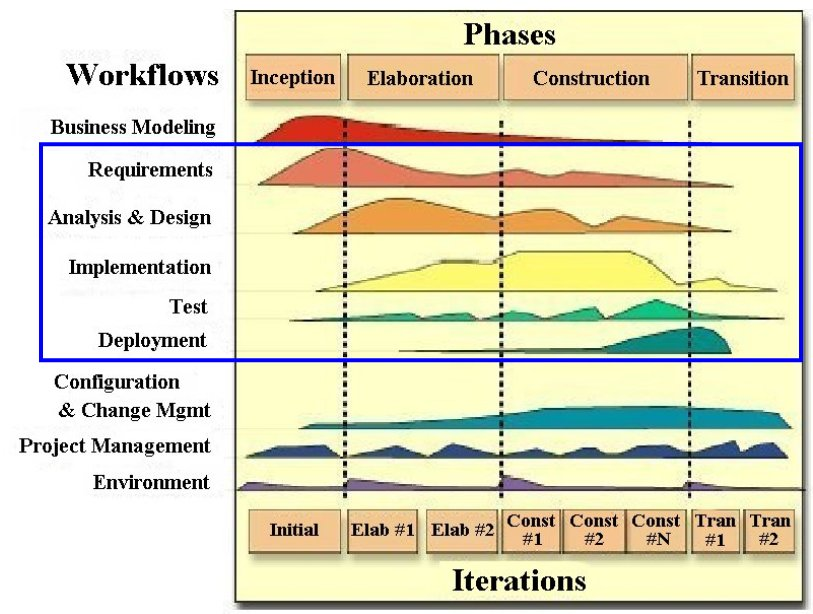 Phases
Workflows
Inception
Elaboration
Construction
Transition
Business Modeling
Requirements
Analysis & Design
Implementation
Test
Deployment
Configuration
& Change Mgmt
Project Management
Environment
Initial
Elab #1
Elab #2
Const
#1
Const
#2
Const
#N
Tran
#1
Tran
#2
Iterations